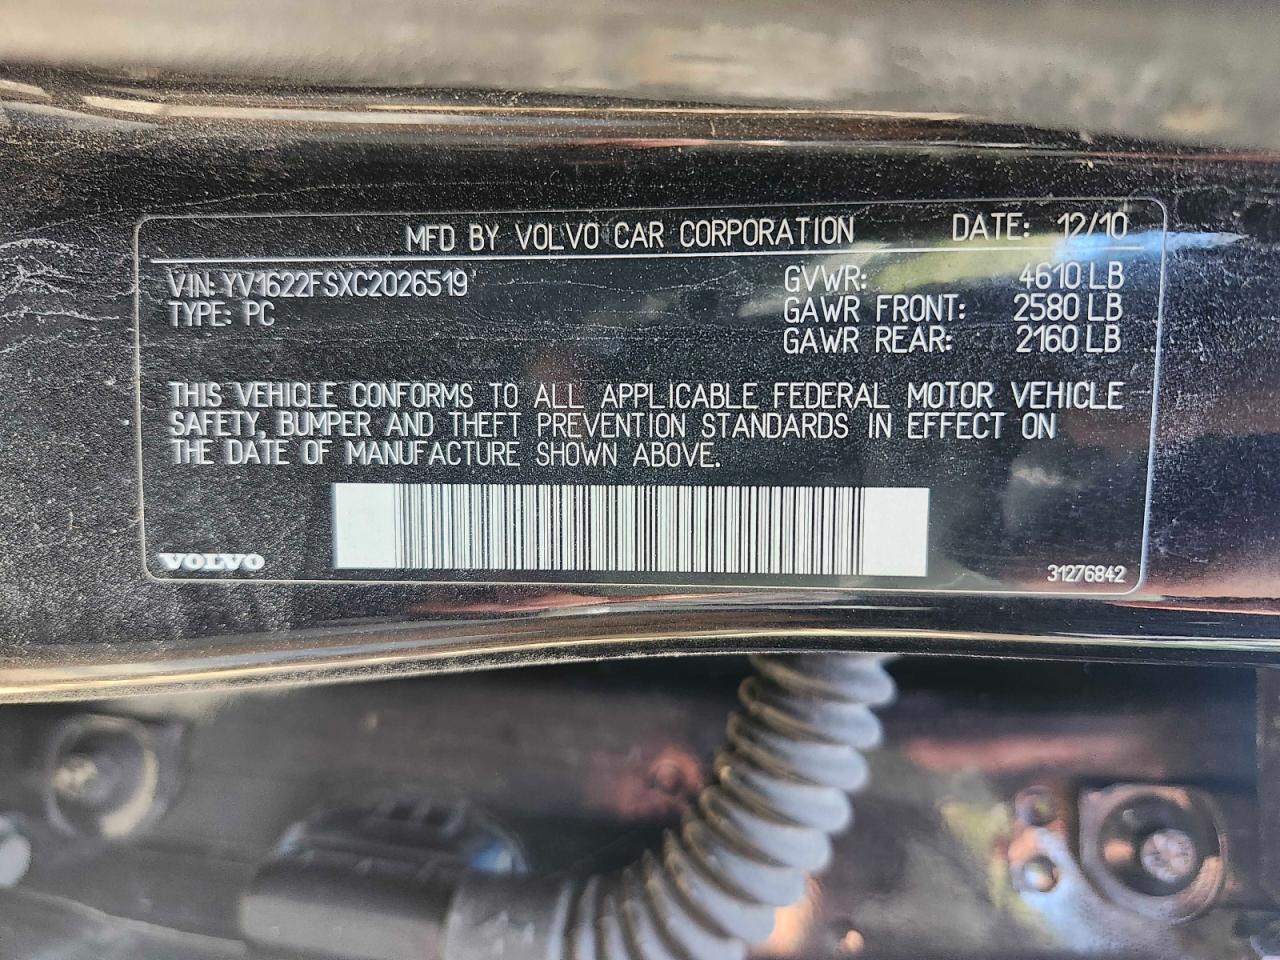 MFD BY VOLVO CAR CORPORATION DATE: 12/10
VIN: YV1622FSXC2026519 GVWR: 4610 LB
TYPE: PC GAWR FRONT: 2580 LB
GAWR REAR: 2160 LB
THIS VEHICLE CONFORMS TO ALL APPLICABLE FEDERAL MOTOR VEHICLE
SAFETY, BUMPER AND THEFT PREVENTION STANDARDS IN EFFECT ON
THE DATE OF MANUFACTURE SHOWN ABOVE.
VOLVO
31276842